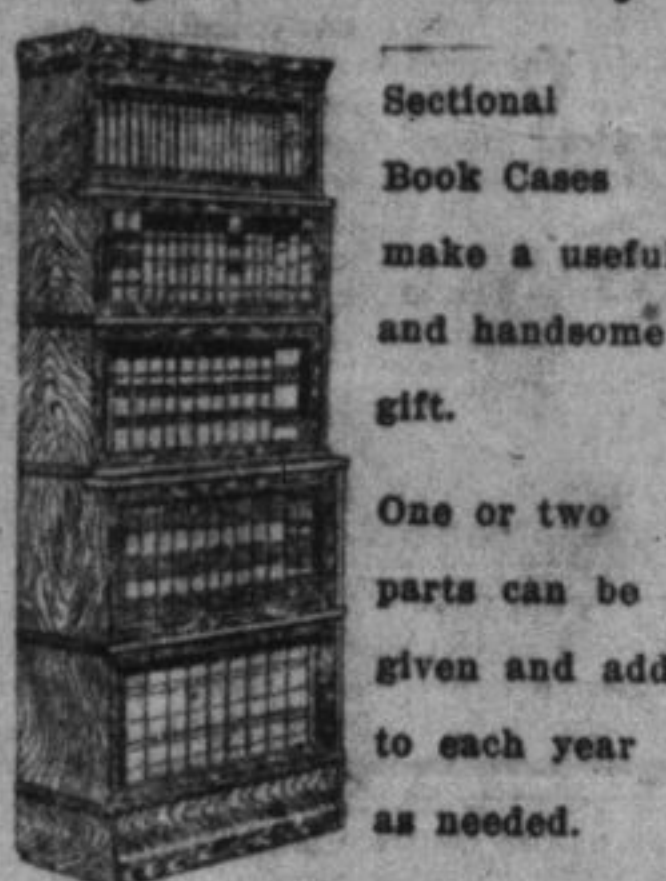 Sectional
Book Cases
make a usefu
and handsome
gift.
One or two
parts can be
given and add
to each year
as needed.